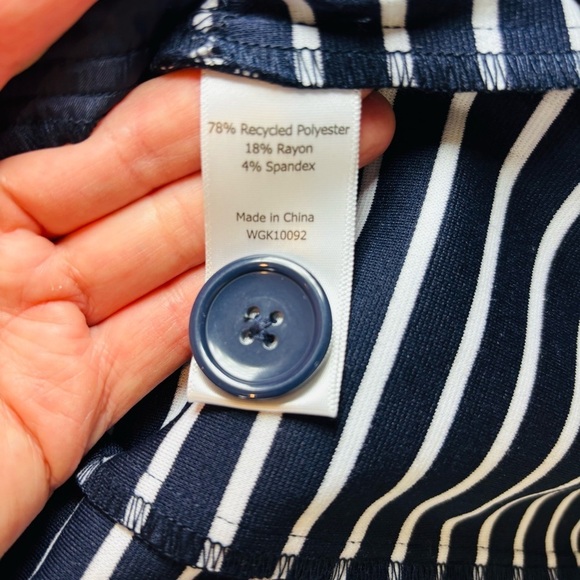 78% Recycled Polyester
18% Rayon
4% Spandex
Made in China
WGK10092